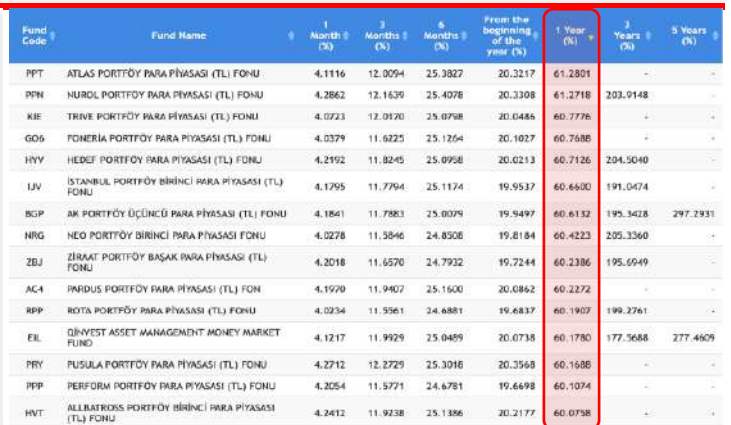 Fund Code Fund Name 1 Month (%) 3 Months (%) 6 Months (%) From the beginning of the year (%) 1 Year (%) 3 Years (%) 5 Years (%)
PPT ATLAS PORTFÖY PARA PİYASASI (TL) FONU 4.1116 12.0094 25.3827 20.3217 61.2801 - -
PPN NUROL PORTFÖY PARA PİYASASI (TL) FONU 4.2862 12.1639 25.4078 20.3308 61.2718 203.9148 -
KIE TRIVE PORTFÖY PARA PİYASASI (TL) FONU 4.0723 12.0170 25.0798 20.0486 60.7776 - -
GO6 FONERİA PORTFÖY PARA PİYASASI (TL) FONU 4.0379 11.6225 25.1264 20.1027 60.7688 - -
HYV HEDEF PORTFÖY PARA PİYASASI (TL) FONU 4.2192 11.8245 25.0958 20.0213 60.7126 204.5040 -
IJV İSTANBUL PORTFÖY BİRİNCİ PARA PİYASASI (TL) FONU 4.1795 11.7794 25.1174 19.9537 60.6600 191.0474 -
BGP AK PORTFÖY ÜÇÜNCÜ PARA PİYASASI (TL) FONU 4.1841 11.7883 25.0079 19.9497 60.6132 195.3428 297.2931
NRG NEO PORTFÖY BİRİNCİ PARA PİYASASI FONU 4.0278 11.5846 24.8508 19.8184 60.4223 205.3360 -
ZBJ ZİRAAT PORTFÖY BAŞAK PARA PİYASASI (TL) FONU 4.2018 11.6570 24.7932 19.7244 60.2386 195.6949 -
AC4 PARDUS PORTFÖY PARA PİYASASI (TL) FON 4.1970 11.9407 25.1600 20.0862 60.2272 - -
RPP ROTA PORTFÖY PARA PİYASASI (TL) FONU 4.0234 11.5561 24.6881 19.6837 60.1907 199.2761 -
EIL QINVEST ASSET MANAGEMENT MONEY MARKET FUND 4.1217 11.9929 25.0489 20.0738 60.1780 177.5688 277.4609
PRY PUSULA PORTFÖY PARA PİYASASI (TL) FONU 4.2712 12.2729 25.3018 20.3568 60.1688 - -
PPP PERFORM PORTFÖY PARA PİYASASI (TL) FONU 4.2054 11.5771 24.6781 19.6698 60.1074 - -
HVT ALLBATROSS PORTFÖY BİRİNCİ PARA PİYASASI (TL) FONU 4.2412 11.9238 25.1386 20.2177 60.0758 - -